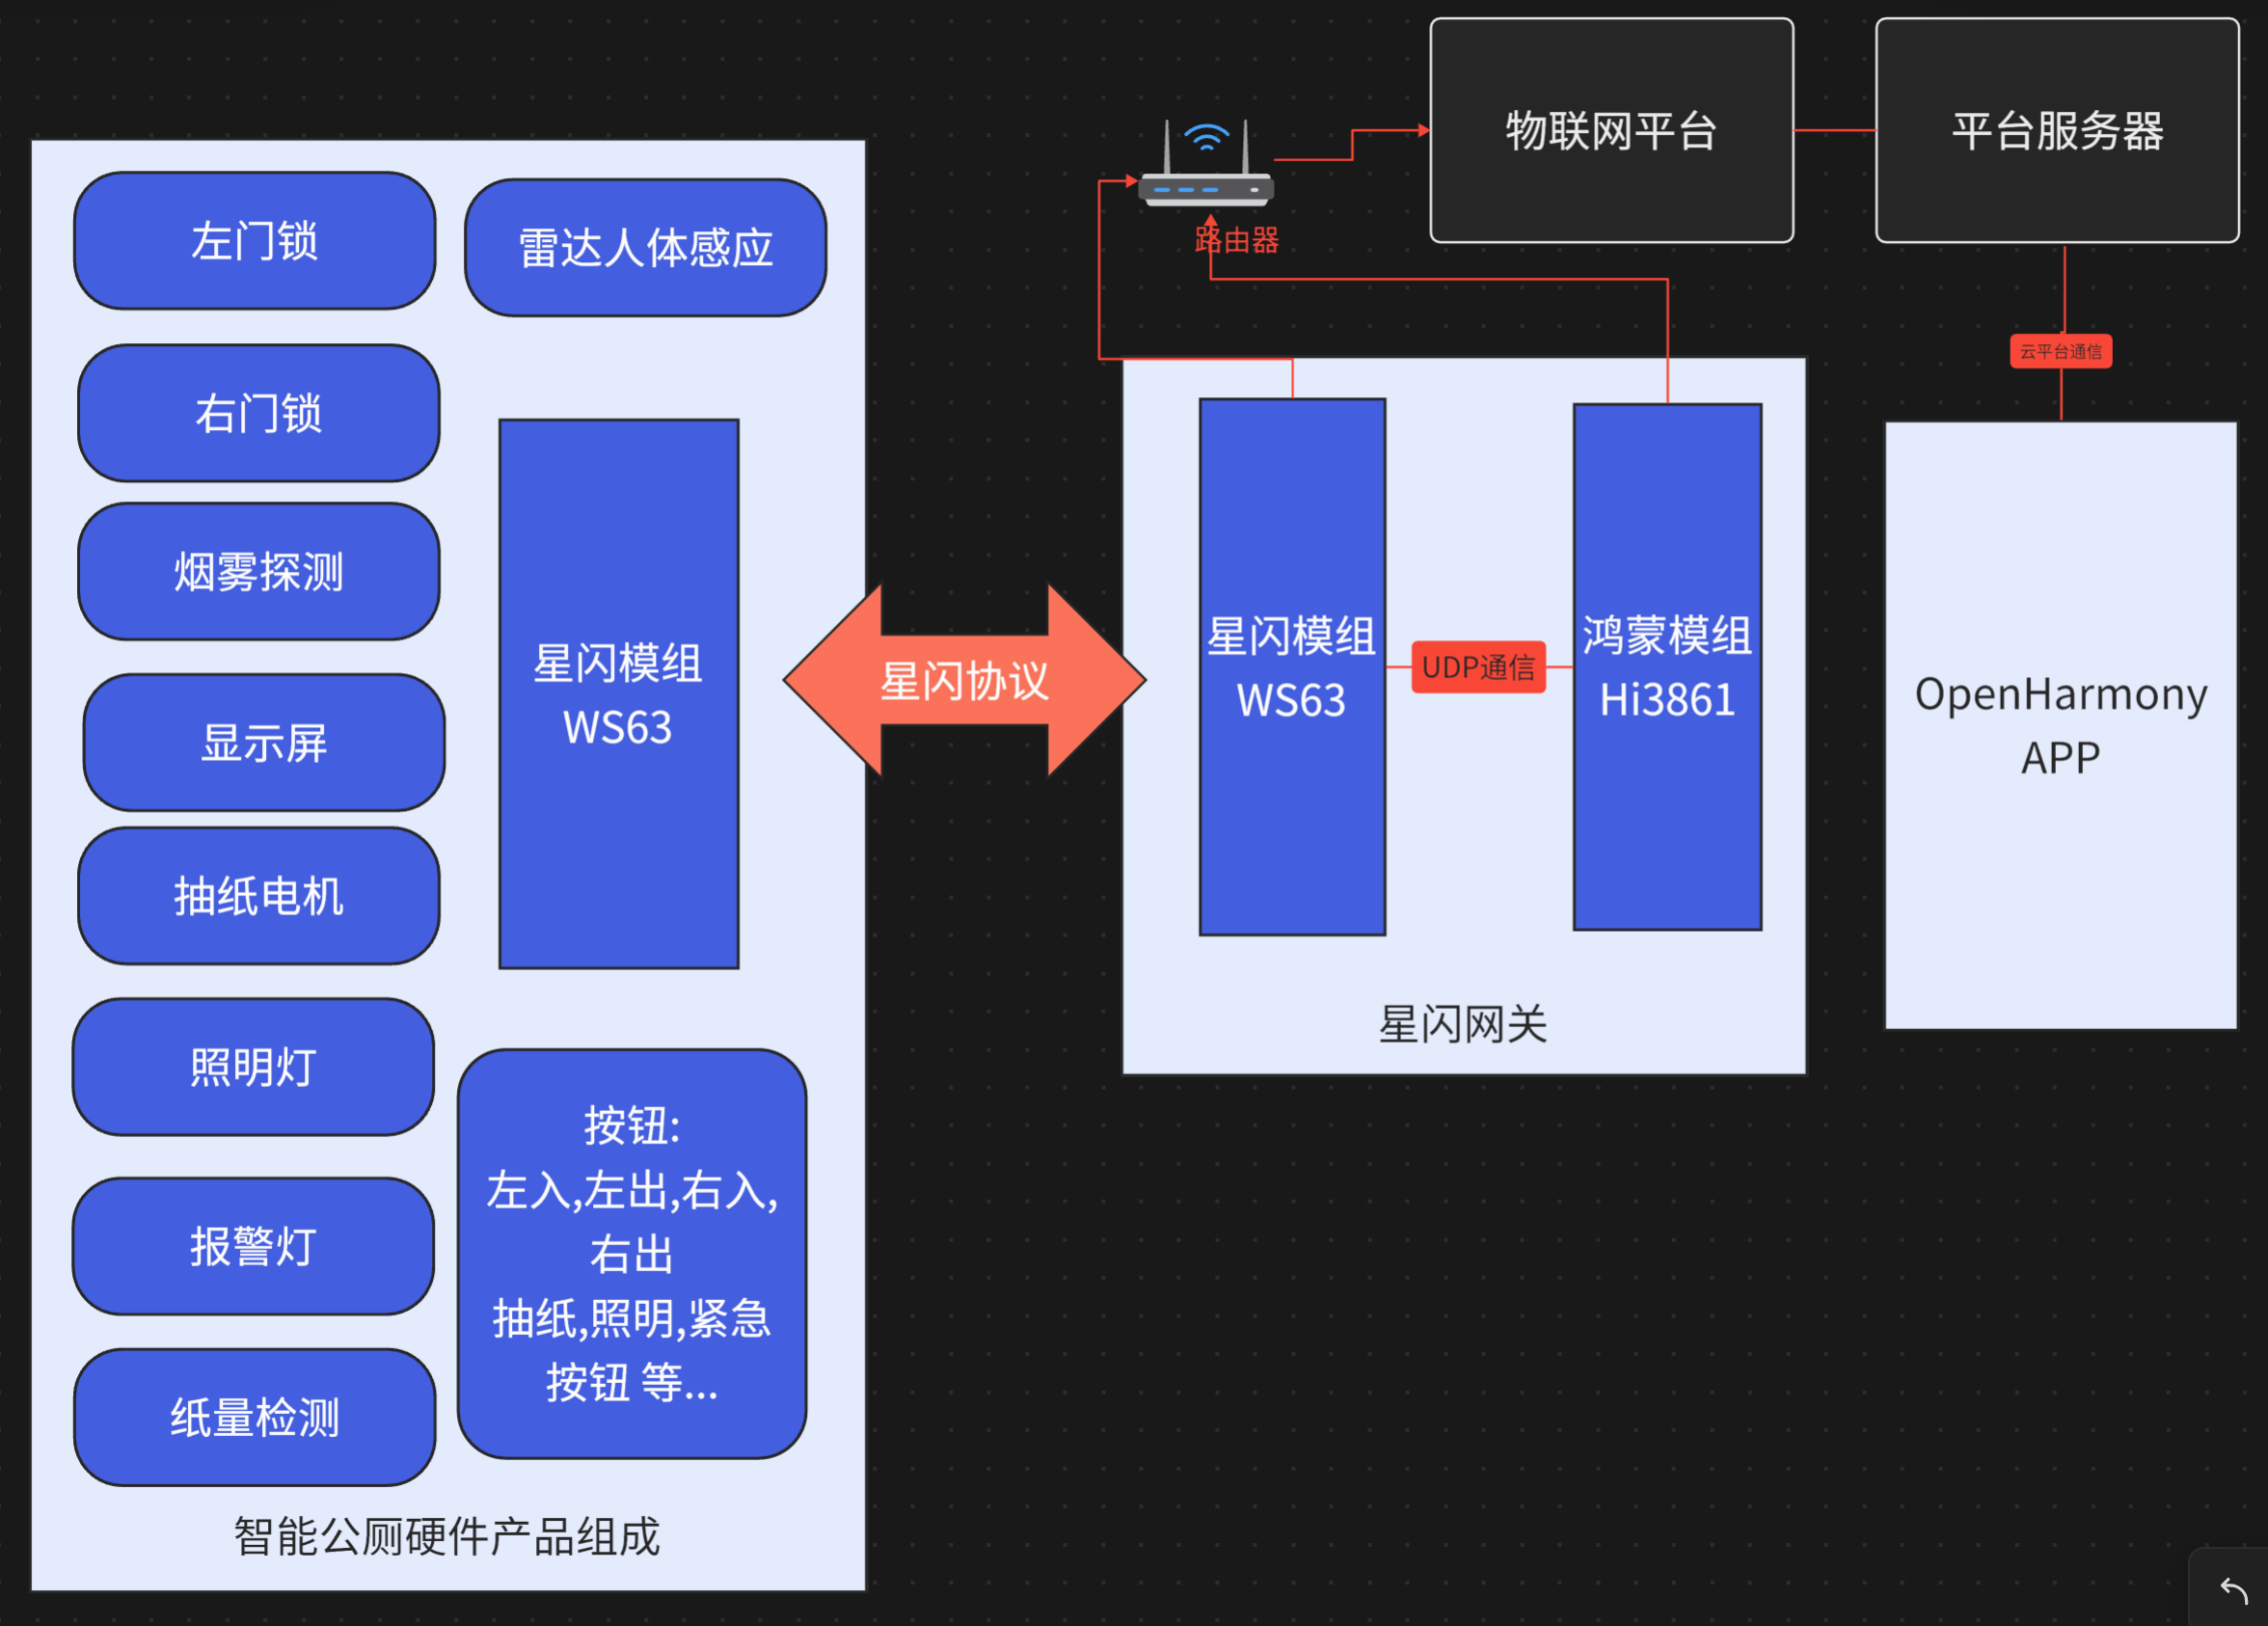 左门锁
雷达人体感应
右门锁
烟雾探测
显示屏
抽纸电机
照明灯
报警灯
纸量检测
星闪模组
WS63
按钮:
左入,左出,右入,
右出
抽纸,照明,紧急
按钮 等...
智能公厕硬件产品组成
星闪协议
路由器
物联网平台
平台服务器
云平台通信
星闪模组
WS63
UDP通信
鸿蒙模组
Hi3861
星闪网关
OpenHarmony
APP